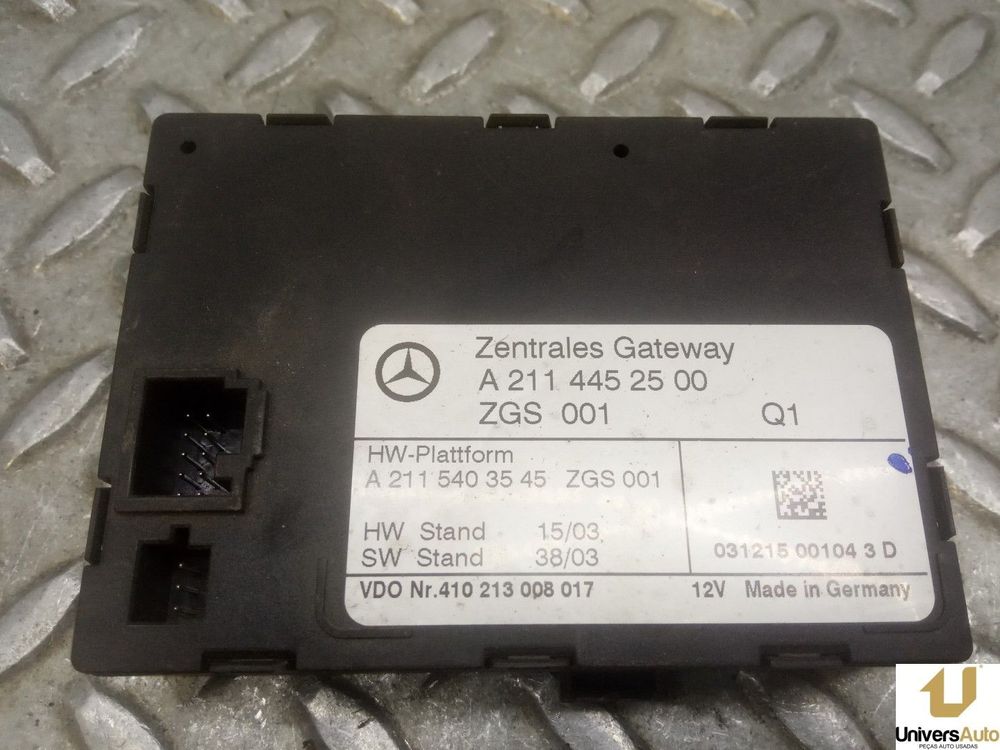 Zentrales Gateway
A 211 445 25 00
ZGS 001 Q1
HW-Plattform
A 211 540 35 45 ZGS 001
HW Stand 15/03
SW Stand 38/03
031215 00104 3 D
VDO Nr.410 213 008 017 12V Made in Germany
UniversAuto
PEÇAS AUTO USADAS